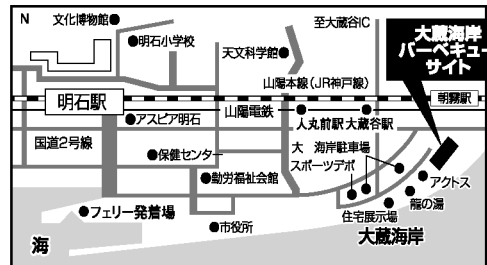 N
文化博物館
至大蔵谷IC
大蔵海岸
バーベキュー
サイト
明石小学校
天文科学館
山陽本線(JR神戸線)
明石駅
朝霧駅
アスピア明石
山陽電鉄
人丸前駅
大蔵谷駅
国道2号線
大 海岸駐車場
保健センター
スポーツデポ
勤労福祉会館
アクトス
フェリー発着場
龍の湯
市役所
住宅展示場
海
大蔵海岸